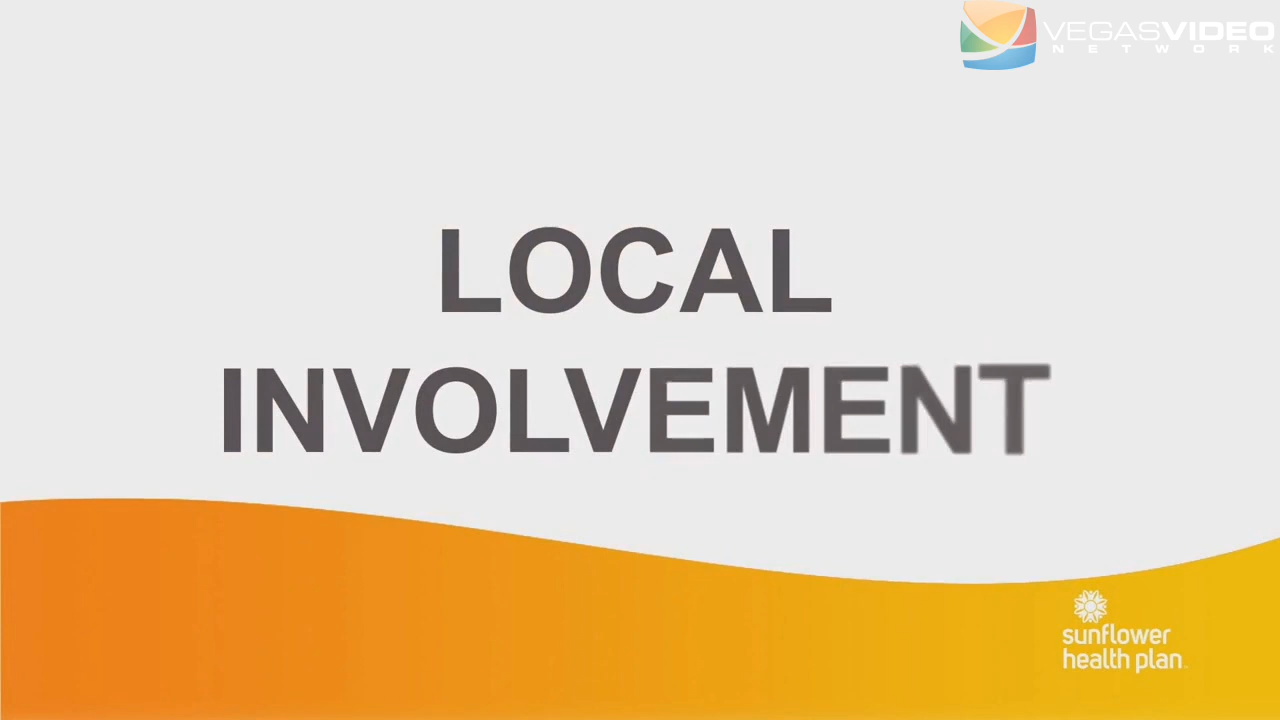 VEGASVIDEO
NETWORK
LOCAL
INVOLVEMENT
sunflower
health plan